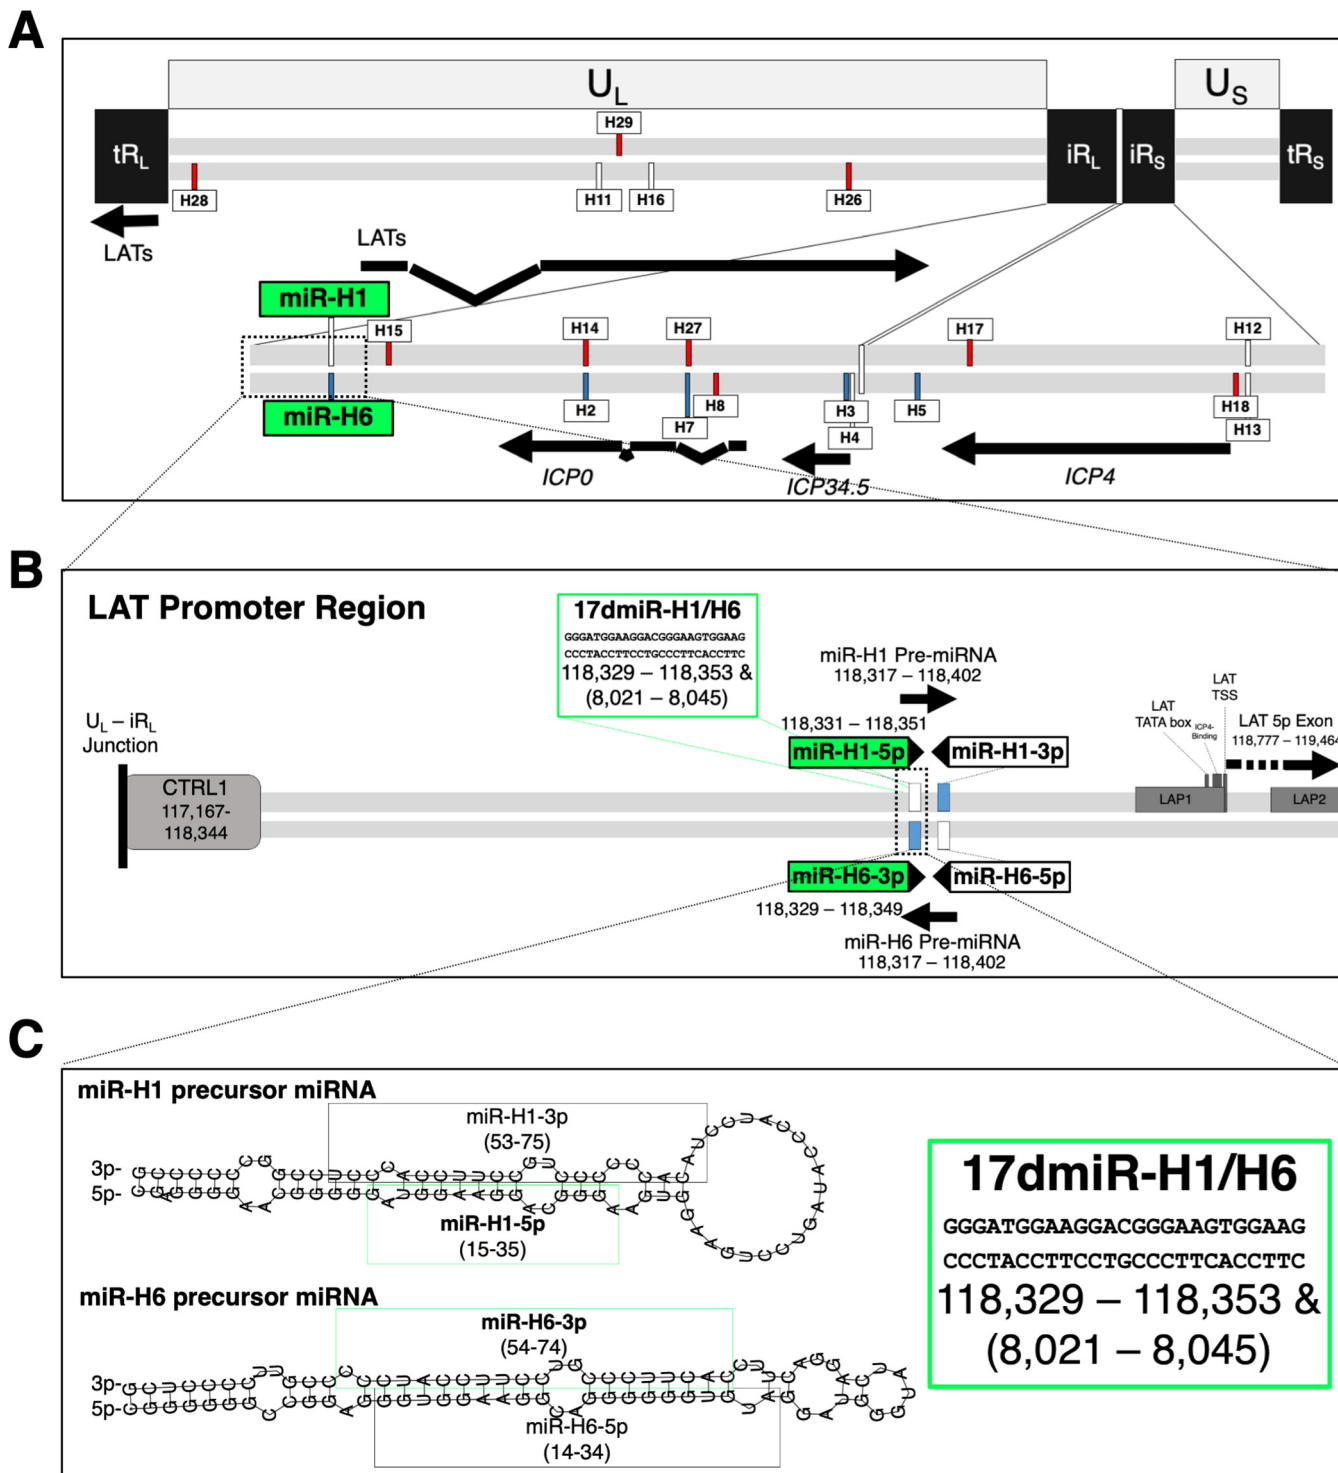 A
UL
US
tRL
iRL
iRS
tRS
H29
H28
H11
H16
H26
LATs
LATs
miR-H1
H15
H14
H27
H17
H12
miR-H6
H2
H7
H8
H3
H4
H5
H18
H13
ICP0
ICP34.5
ICP4
B
LAT Promoter Region
17dmiR-H1/H6
GGGATGGAAGGACGGGAAGTGGAAG
CCCTACCTTCCTGCCCTTCACCTTC
118,329 – 118,353 &
(8,021 – 8,045)
miR-H1 Pre-miRNA
118,317 – 118,402
UL – iRL
Junction
CTRL1
117,167-
118,344
118,331 – 118,351
miR-H1-5p
miR-H1-3p
LAT
TATA box
ICP4-
Binding
LAT
TSS
LAT 5p Exon
118,777 – 119,464
LAP1
LAP2
miR-H6-3p
miR-H6-5p
118,329 – 118,349
miR-H6 Pre-miRNA
118,317 – 118,402
C
miR-H1 precursor miRNA
miR-H1-3p
(53-75)
3p-
5p-
miR-H1-5p
(15-35)
miR-H6 precursor miRNA
miR-H6-3p
(54-74)
3p-
5p-
miR-H6-5p
(14-34)
17dmiR-H1/H6
GGGATGGAAGGACGGGAAGTGGAAG
CCCTACCTTCCTGCCCTTCACCTTC
118,329 – 118,353 &
(8,021 – 8,045)